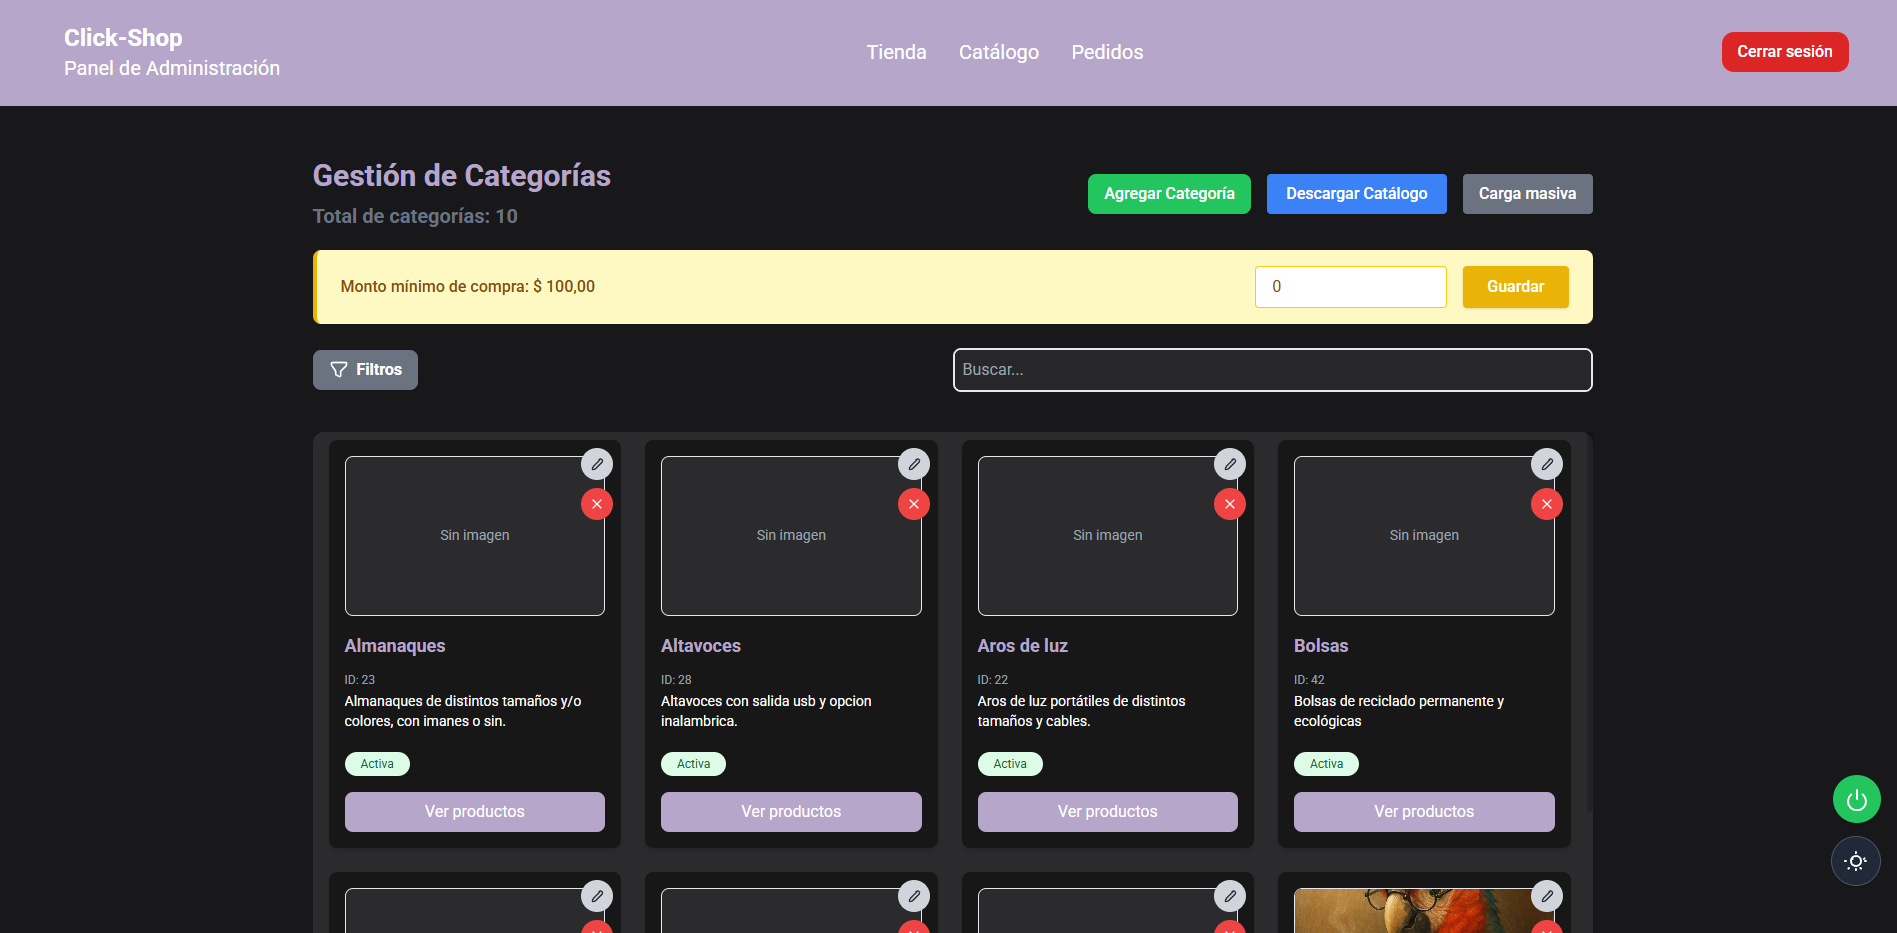 Click-Shop
Panel de Administración
Tienda
Catálogo
Pedidos
Cerrar sesión
Gestión de Categorías
Total de categorías: 10
Agregar Categoría
Descargar Catálogo
Carga masiva
Monto mínimo de compra: $ 100,00
0
Guardar
Filtros
Buscar...
Sin imagen
Almanaques
ID: 23
Almanaques de distintos tamaños y/o
colores, con imanes o sin.
Activa
Ver productos
Sin imagen
Altavoces
ID: 28
Altavoces con salida usb y opcion
inalambrica.
Activa
Ver productos
Sin imagen
Aros de luz
ID: 22
Aros de luz portátiles de distintos
tamaños y cables.
Activa
Ver productos
Sin imagen
Bolsas
ID: 42
Bolsas de reciclado permanente y
ecológicas
Activa
Ver productos